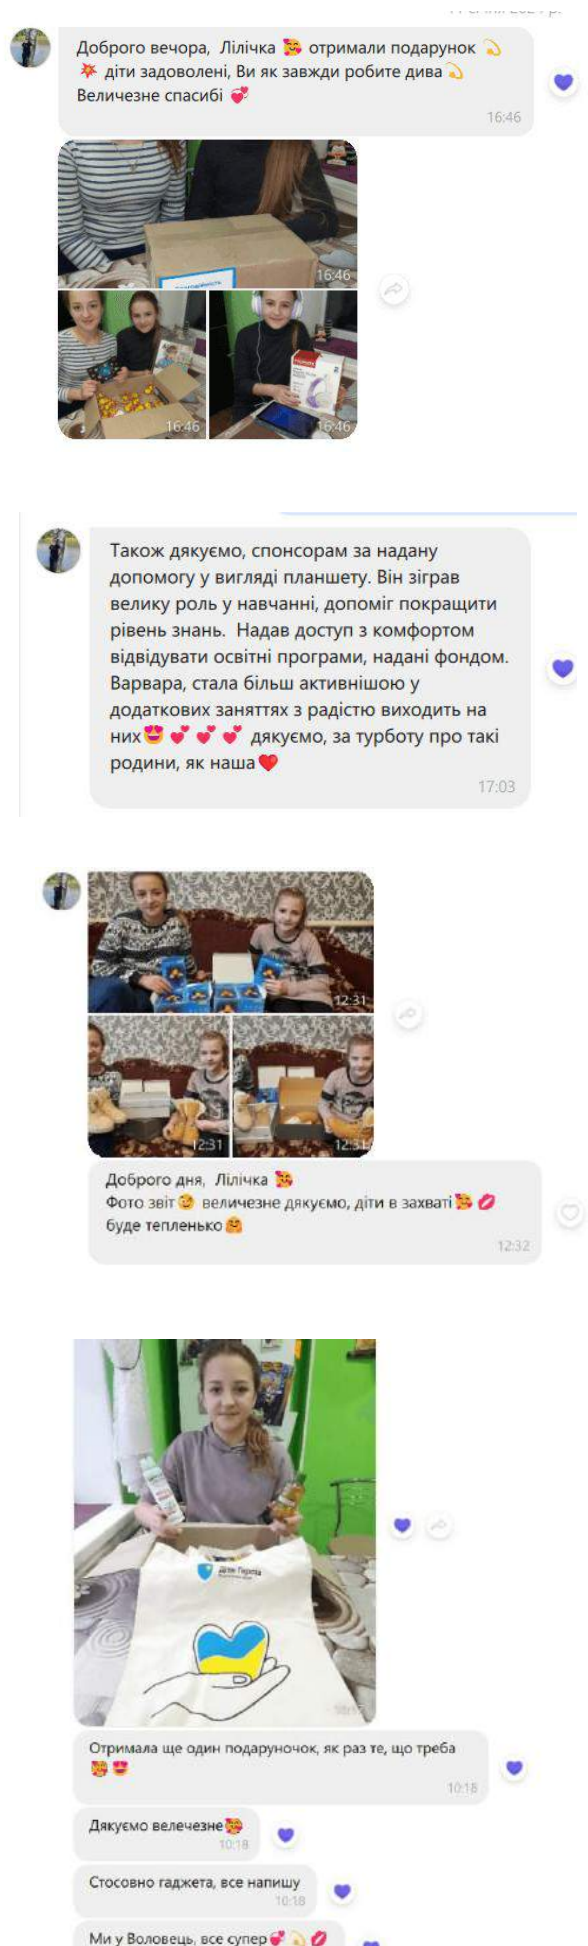 Доброго вечора, Лілічка 🥰 отримали подарунок 💫
💥 діти задоволені, Ви як завжди робите дива 💫
Величезне спасибі 💞
16:46
16:46
16:46
16:46
Також дякуємо, спонсорам за надану
допомогу у вигляді планшету. Він зіграв
велику роль у навчанні, допоміг покращити
рівень знань. Надав доступ з комфортом
відвідувати освітні програми, надані фондом.
Варвара, стала більш активнішою у
додаткових заняттях з радістю виходить на
них😍 💕 💕 💕 дякуємо, за турботу про такі
родини, як наша❤️
17:03
12:31
12:31
12:31
Доброго дня, Лілічка 🥰
Фото звіт😉 величезне дякуємо, діти в захваті🥰 💋
буде тепленько🤗
12:32
Діти Героїв
Отримала ще один подаруночок, як раз те, що треба
🥰 😍
10:18
Дякуємо велечезне🥰
10:18
Стосовно гаджета, все напишу
10:18
Ми у Воловець, все супер💞 💫 💋